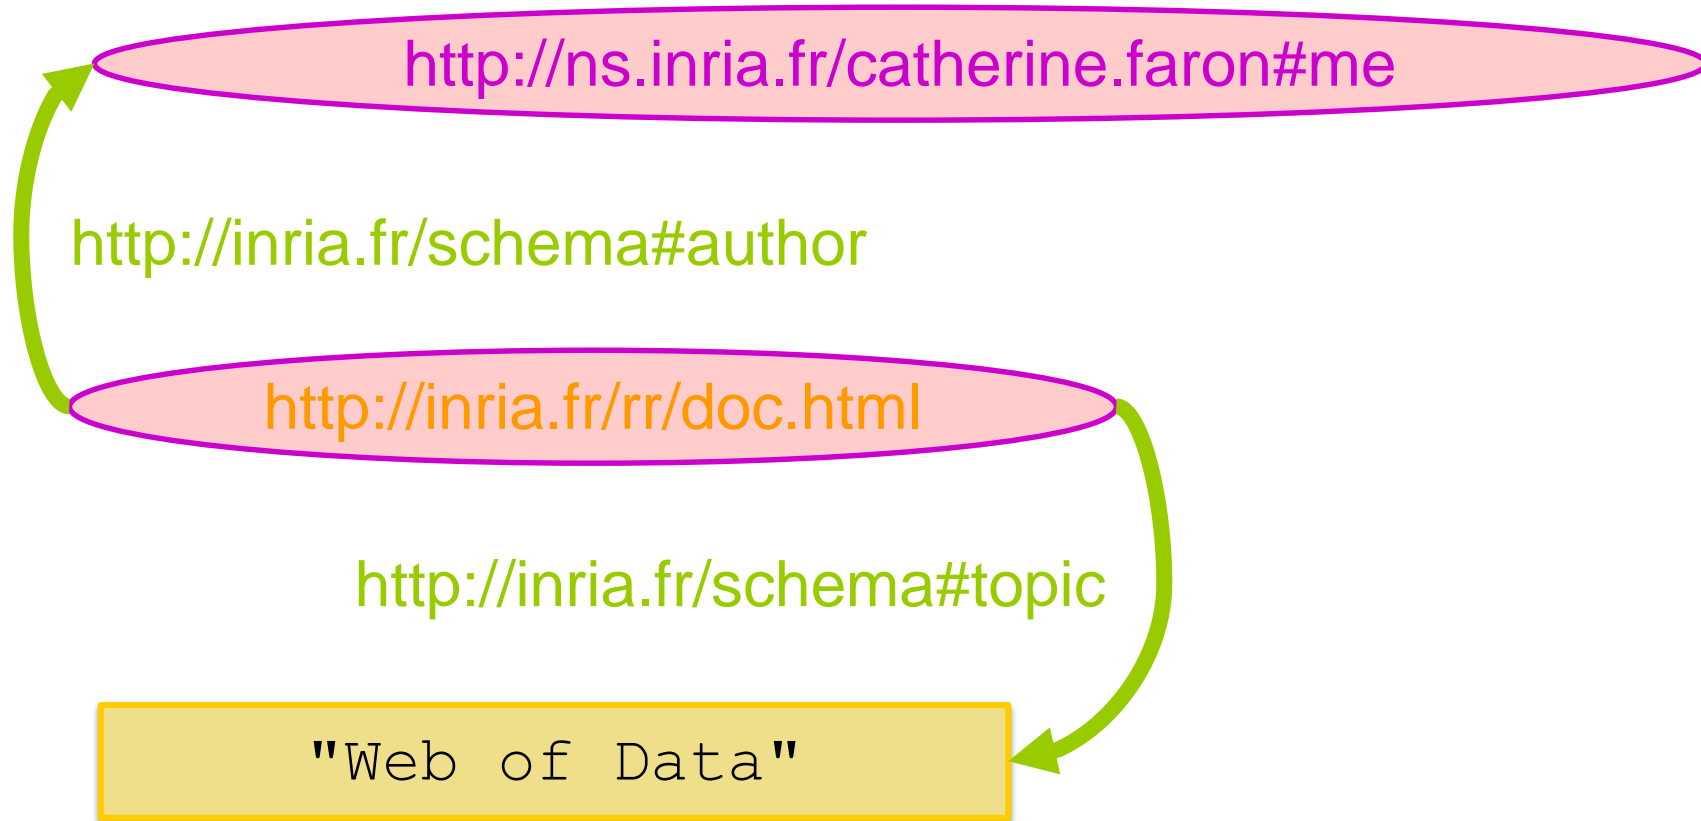 http://ns.inria.fr/catherine.faron#me
http://inria.fr/schema#author
http://inria.fr/rr/doc.html
http://inria.fr/schema#topic
"Web of Data"